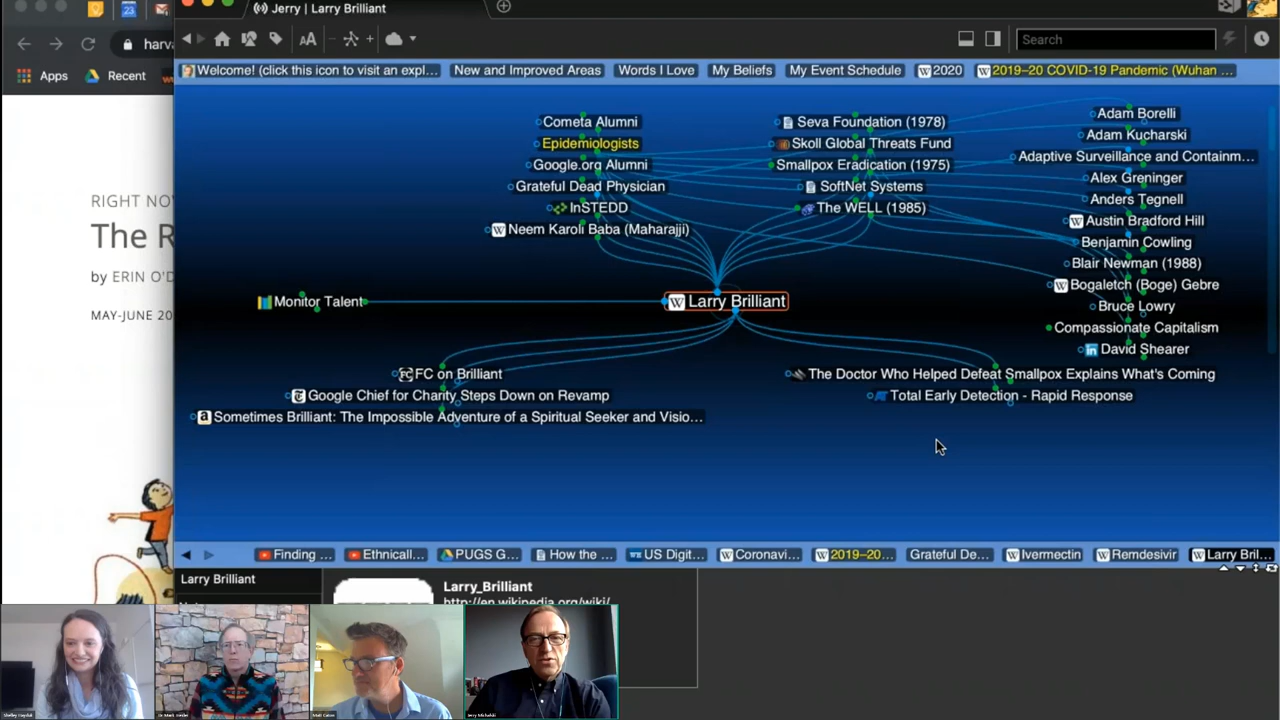 Jerry | Larry Brilliant
23
harva
Apps
Recent
AA
Search
Welcome! (click this icon to visit an expl...
New and Improved Areas
Words I Love
My Beliefs
My Event Schedule
2020
2019–20 COVID-19 Pandemic (Wuhan ...
Cometa Alumni
Epidemiologists
Google.org Alumni
Grateful Dead Physician
InSTEDD
Neem Karoli Baba (Maharajji)
Seva Foundation (1978)
Skoll Global Threats Fund
Smallpox Eradication (1975)
SoftNet Systems
The WELL (1985)
Adam Borelli
Adam Kucharski
Adaptive Surveillance and Containm...
Alex Greninger
Anders Tegnell
Austin Bradford Hill
Benjamin Cowling
Blair Newman (1988)
Bogaletch (Boge) Gebre
Bruce Lowry
Compassionate Capitalism
David Shearer
RIGHT NO
The R
by ERIN O'D
MAY-JUNE 20
Monitor Talent
Larry Brilliant
FC on Brilliant
Google Chief for Charity Steps Down on Revamp
Sometimes Brilliant: The Impossible Adventure of a Spiritual Seeker and Visio...
The Doctor Who Helped Defeat Smallpox Explains What's Coming
Total Early Detection - Rapid Response
Finding ...
Ethnicall...
PUGS G...
How the ...
US Digit...
Coronavi...
2019–20...
Grateful De...
Ivermectin
Remdesivir
Larry Bril...
Larry Brilliant
Larry_Brilliant
http://en.wikipedia.org/wiki/